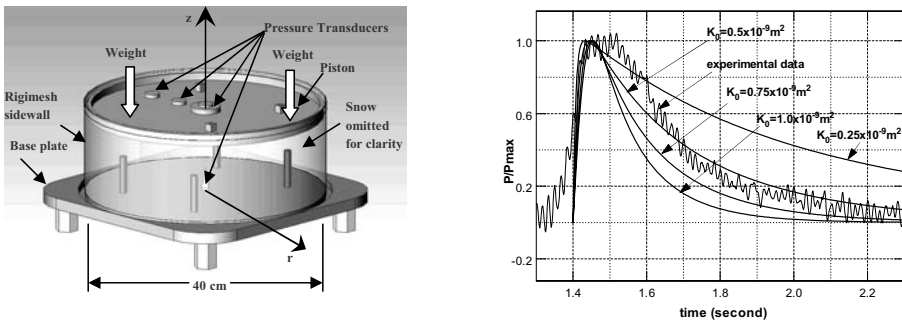 z
Pressure Transducers
Weight
Weight
Piston
Rigimesh
sidewall
Snow
omitted
for clarity
Base plate
r
40 cm
K₀=0.5x10⁻⁹m²
experimental data
K₀=0.75x10⁻⁹m²
K₀=1.0x10⁻⁹m²
K₀=0.25x10⁻⁹m²
P/Pmax
1.0
0.6
0.2
-0.2
1.4
1.6
1.8
2.0
2.2
time (second)